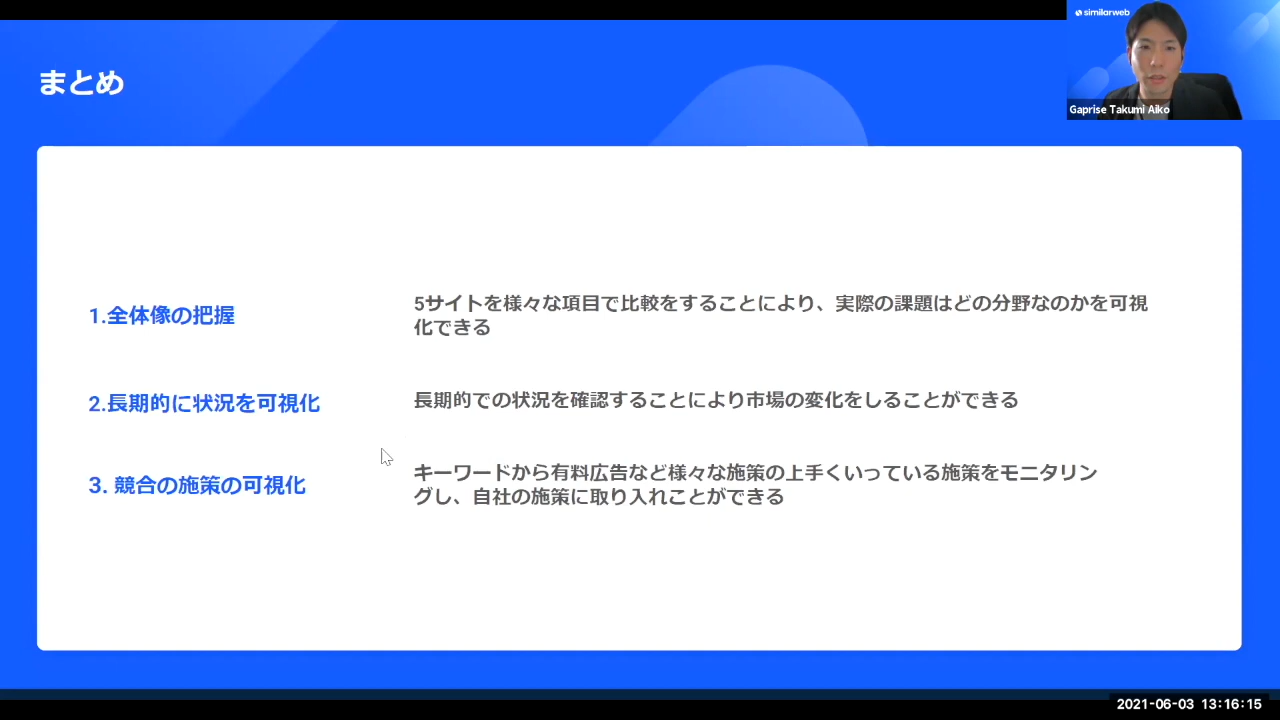 similarweb
Gaprise Takumi Aiko
まとめ
1.全体像の把握
5サイトを様々な項目で比較をすることにより、実際の課題はどの分野なのかを可視
化できる
2.長期的に状況を可視化
長期的での状況を確認することにより市場の変化をしることができる
3. 競合の施策の可視化
キーワードから有料広告など様々な施策の上手くいっている施策をモニタリン
グし、自社の施策に取り入れことができる
2021-06-03 13:16:15